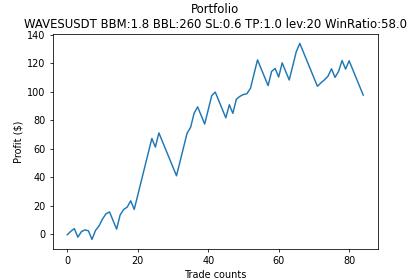 Portfolio
WAVESUSDT BBM:1.8 BBL:260 SL:0.6 TP:1.0 lev:20 WinRatio:58.0
140
120
100
80
60
40
20
0
Profit ($)
0 20 40 60 80
Trade counts